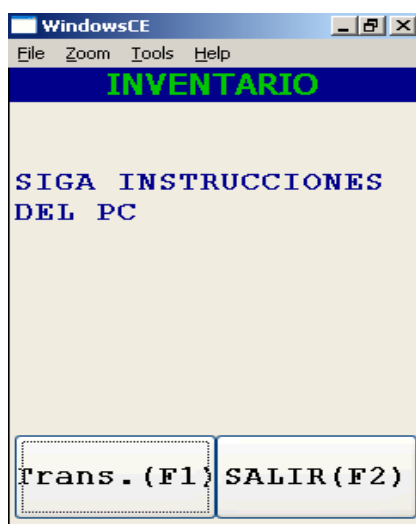 WindowsCE
File Zoom Tools Help
INVENTARIO
SIGA INSTRUCCIONES
DEL PC
Trans.(F1) SALIR(F2)